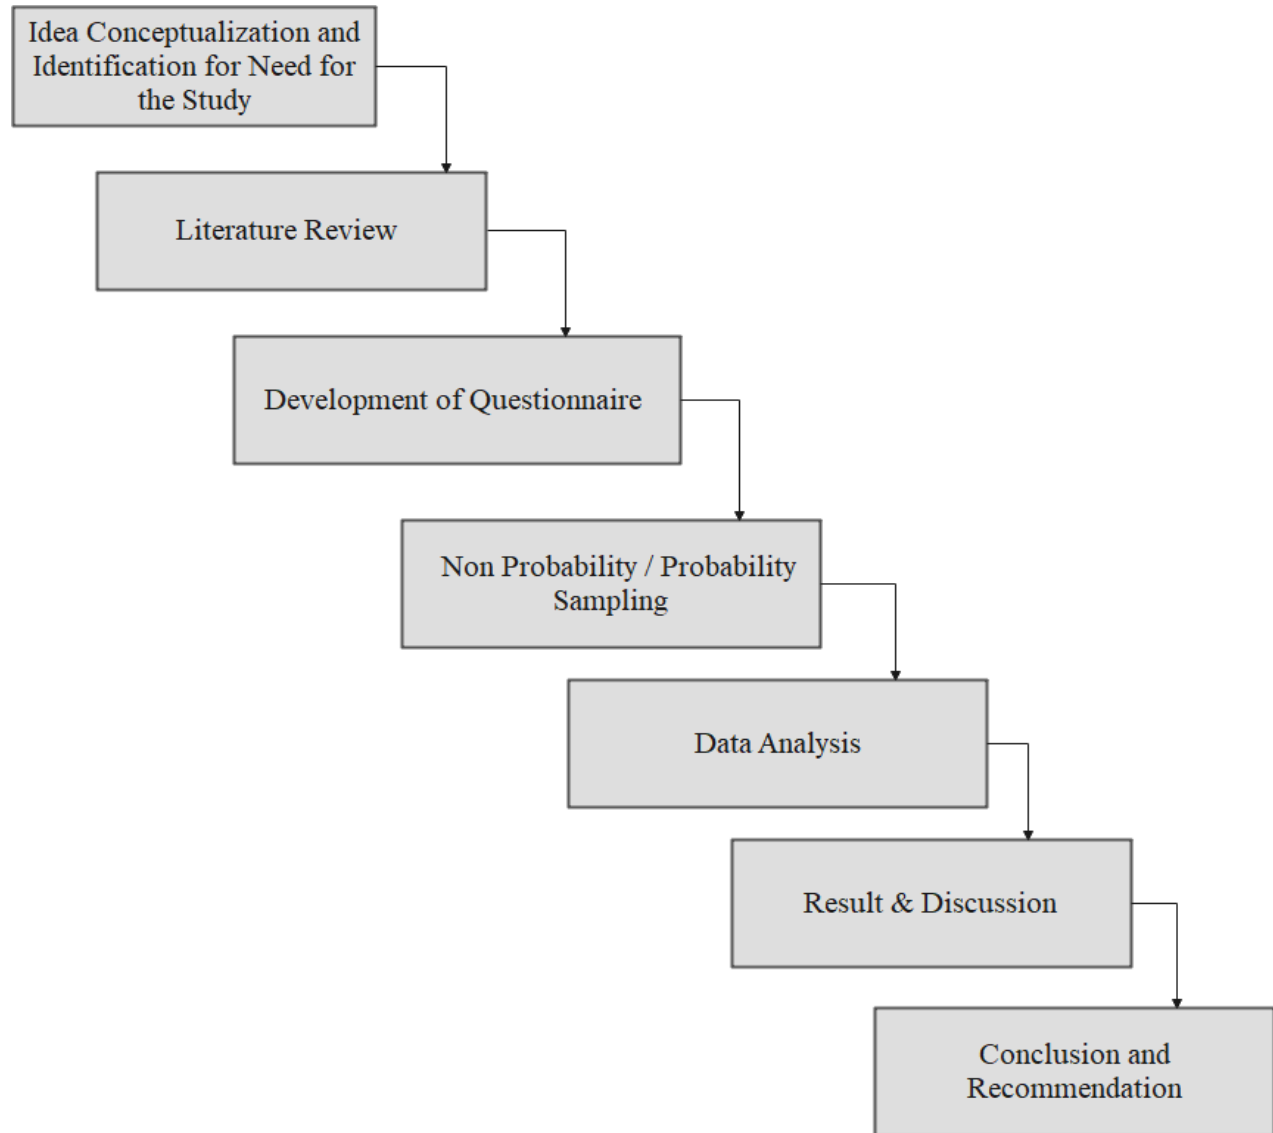 Idea Conceptualization and
Identification for Need for
the Study
Literature Review
Development of Questionnaire
Non Probability / Probability
Sampling
Data Analysis
Result & Discussion
Conclusion and
Recommendation